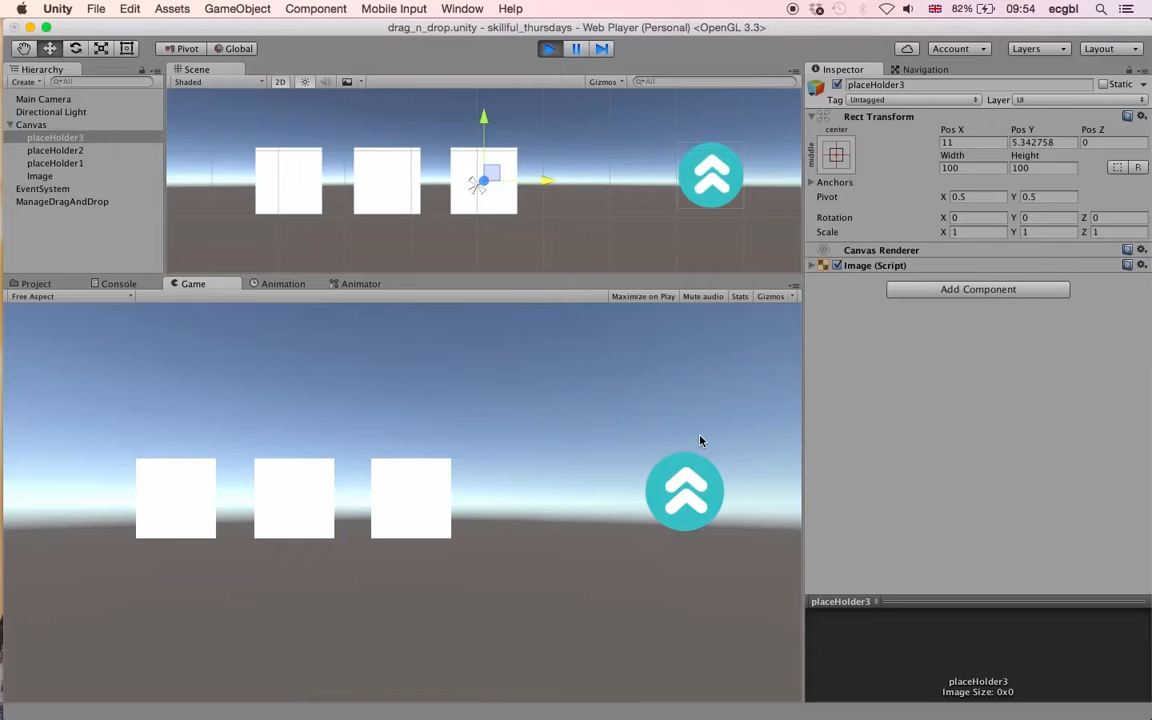 Unity File Edit Assets GameObject Component Mobile Input Window Help 82% 09:54 ecgbl
drag_n_drop.unity - skillful_thursdays - Web Player (Personal) <OpenGL 3.3>
Pivot Global Account Layers Layout
Hierarchy Scene Inspector Navigation
Create All Shaded 2D Gizmos All placeHolder3 Static
Tag Untagged Layer UI
Main Camera
Directional Light
Canvas
placeHolder3
placeHolder2
placeHolder1
Image
EventSystem
ManageDragAndDrop
Rect Transform
center Pos X Pos Y Pos Z
middle 11 5.342758 0
Width Height
100 100 R
Anchors
Pivot X 0.5 Y 0.5
Rotation X 0 Y 0 Z 0
Scale X 1 Y 1 Z 1
Canvas Renderer
Image (Script)
Add Component
Project Console Game Animation Animator
Free Aspect Maximize on Play Mute audio Stats Gizmos
placeHolder3
placeHolder3
Image Size: 0x0